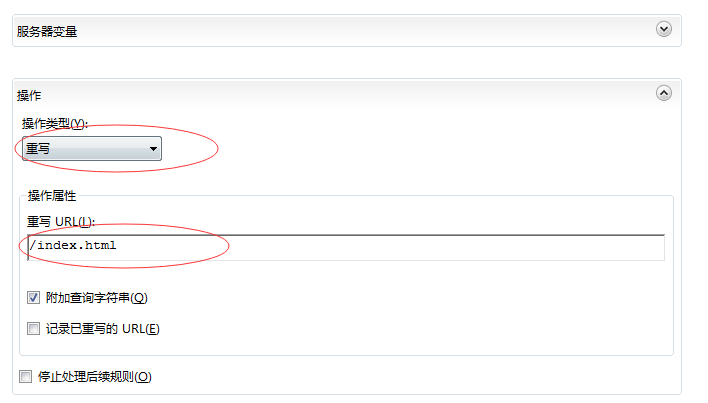 服务器变量
操作
操作类型(Y):
重写
操作属性
重写 URL(L):
/index.html
附加查询字符串(Q)
记录已重写的 URL(E)
停止处理后续规则(O)